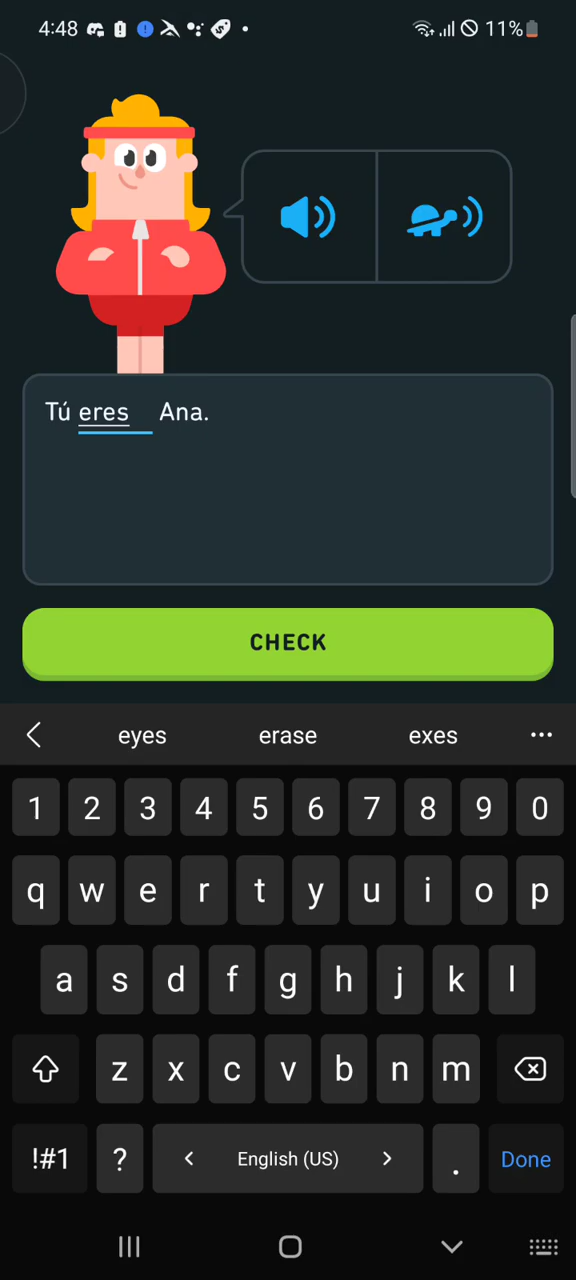 4:48 11%
Tú eres Ana.
CHECK
eyes erase exes
1 2 3 4 5 6 7 8 9 0
q w e r t y u i o p
a s d f g h j k l
z x c v b n m
!#1 ? < English (US) > . Done